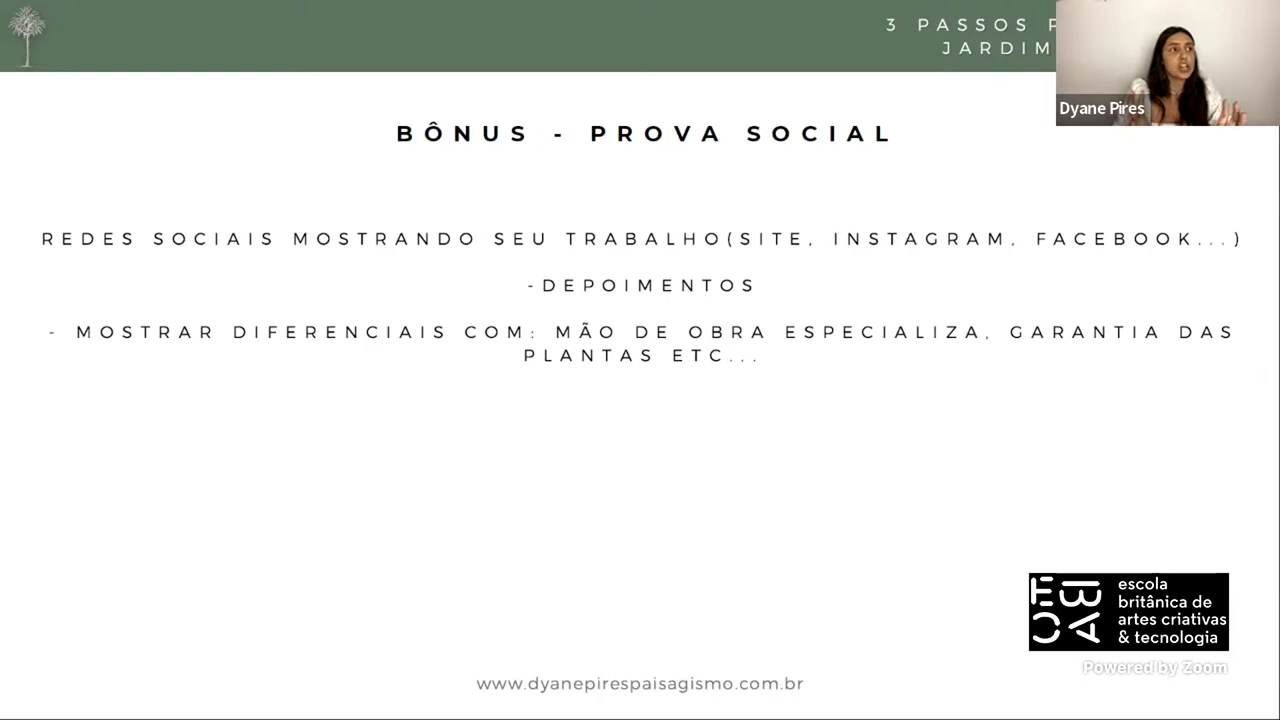 3 PASSOS
JARDIM
Dyane Pires
BÔNUS - PROVA SOCIAL
REDES SOCIAIS MOSTRANDO SEU TRABALHO(SITE, INSTAGRAM, FACEBOOK...)
-DEPOIMENTOS
- MOSTRAR DIFERENCIAIS COM: MÃO DE OBRA ESPECIALIZA, GARANTIA DAS
PLANTAS ETC...
EBAC
escola
britânica de
artes criativas
& tecnologia
Powered by Zoom
www.dyanepirespaisagismo.com.br